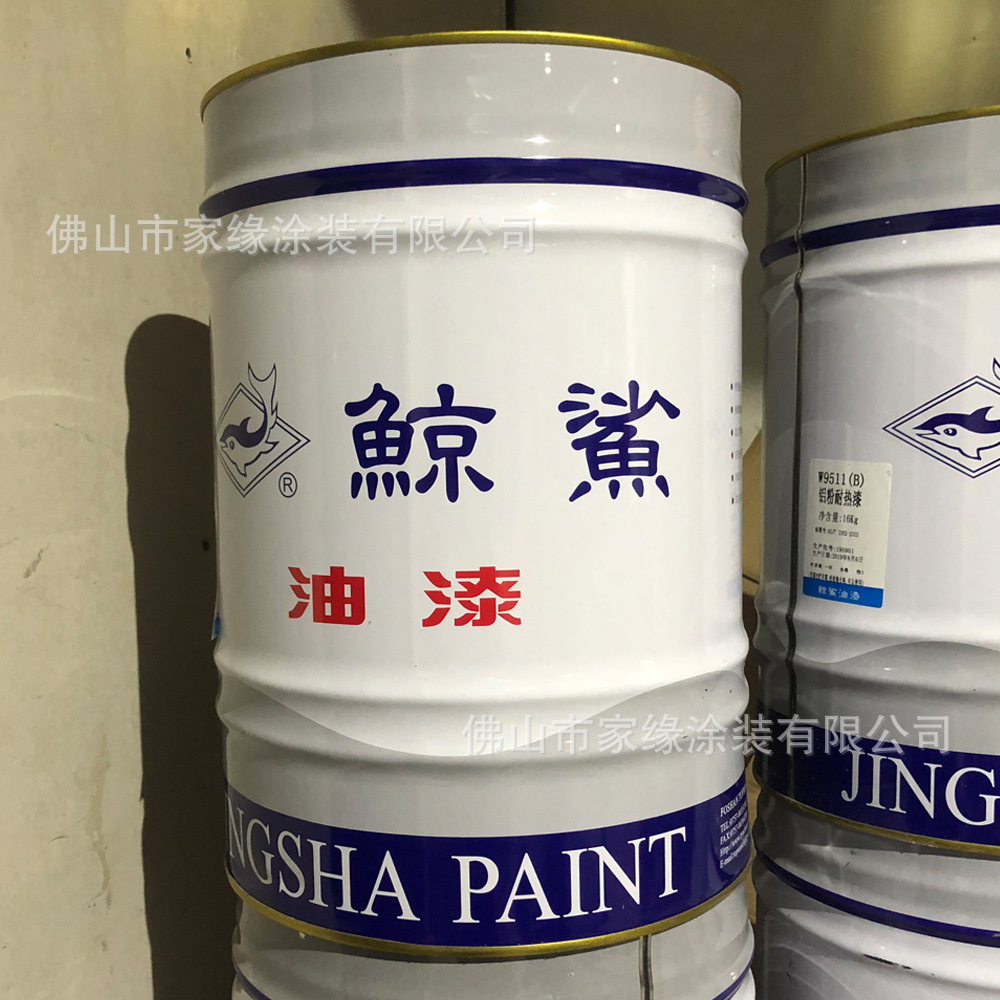 佛山市家缘涂装有限公司
鲸鯊
®
油漆
NGSHA PAINT
W9511(B)
铝粉耐热漆
净含量:16Kg
鲸鲨油漆
佛山市家缘涂装有限公司
JING